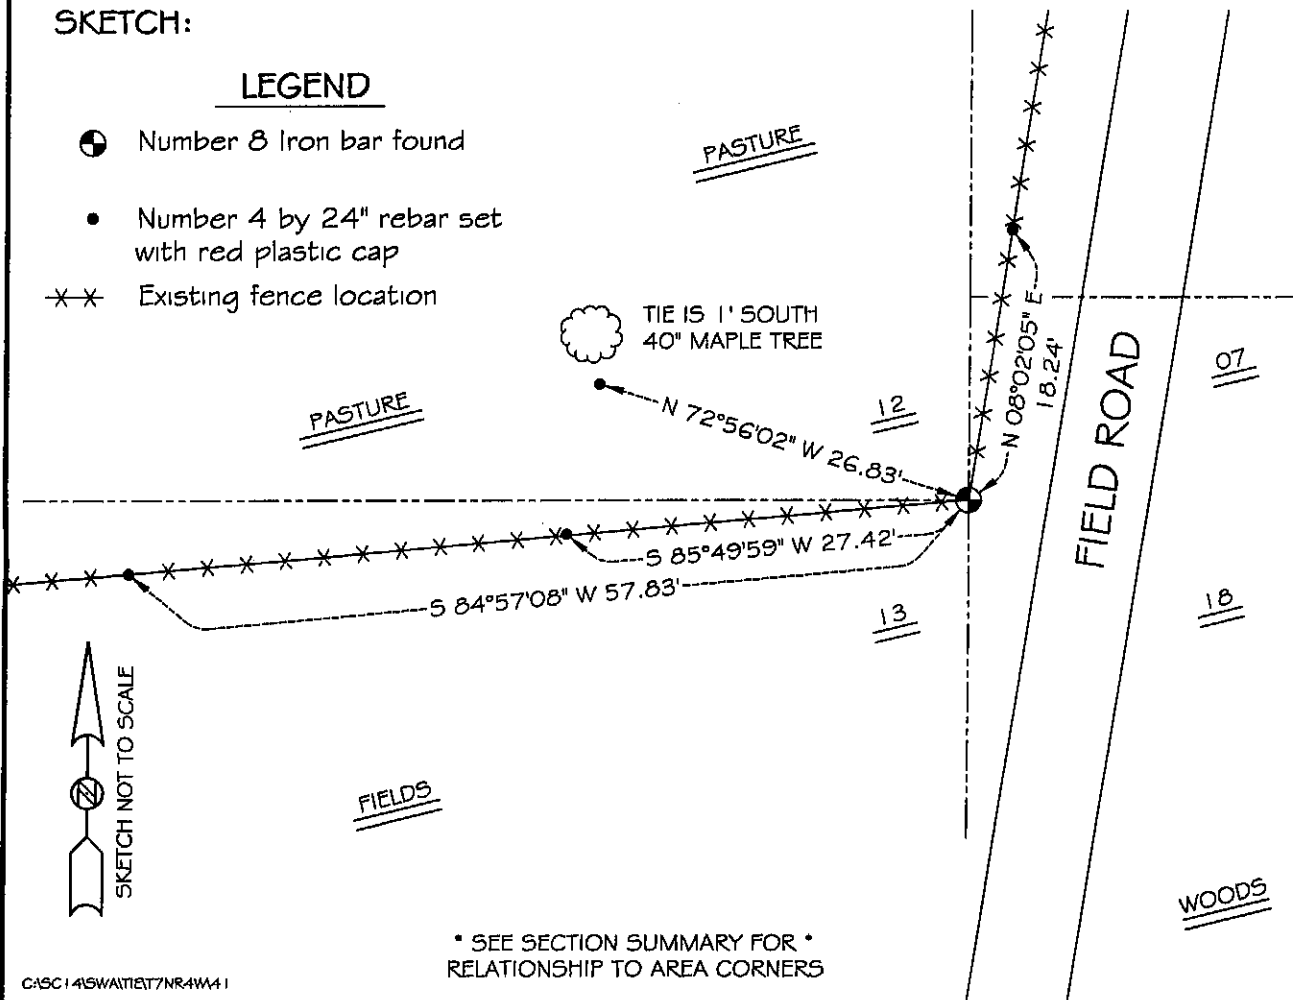 SKETCH:
LEGEND
Number 8 Iron bar found
Number 4 by 24" rebar set
with red plastic cap
Existing fence location
PASTURE
TIE IS 1' SOUTH
40" MAPLE TREE
PASTURE
12
07
N 72°56'02" W 26.83'
N 08°02'05" E
18.24'
FIELD ROAD
S 85°49'59" W 27.42'
S 84°57'08" W 57.83'
13
18
N
SKETCH NOT TO SCALE
FIELDS
WOODS
* SEE SECTION SUMMARY FOR *
RELATIONSHIP TO AREA CORNERS